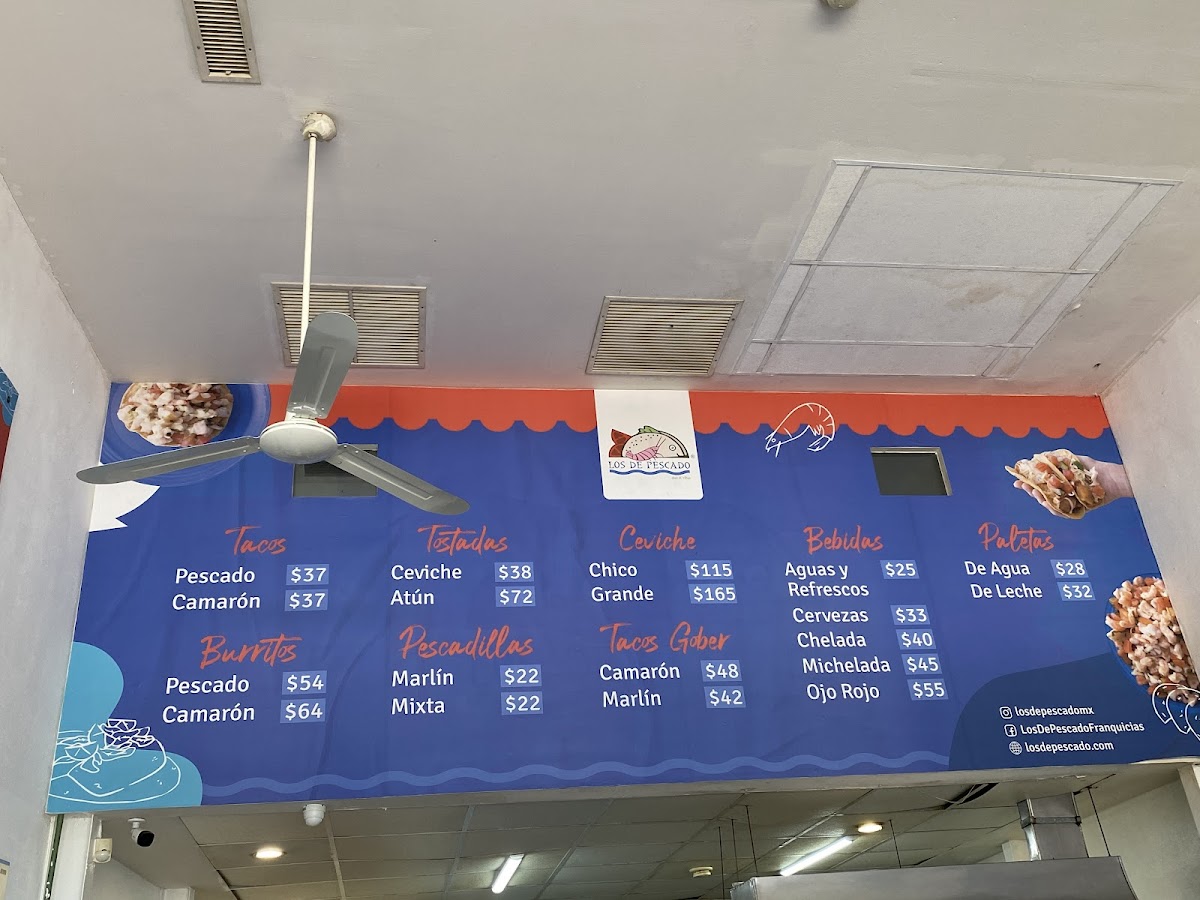 LOS DE PESCADO
Tacos
Pescado $37
Camarón $37
Burritos
Pescado $54
Camarón $64
Tostadas
Ceviche $38
Atún $72
Pescadillas
Marlín $22
Mixta $22
Ceviche
Chico $115
Grande $165
Tacos Gober
Camarón $48
Marlín $42
Bebidas
Aguas y $25
Refrescos
Cervezas $33
Chelada $40
Michelada $45
Ojo Rojo $55
Paletas
De Agua $28
De Leche $32
losdepescadomx
LosDePescadoFranquicias
losdepescado.com